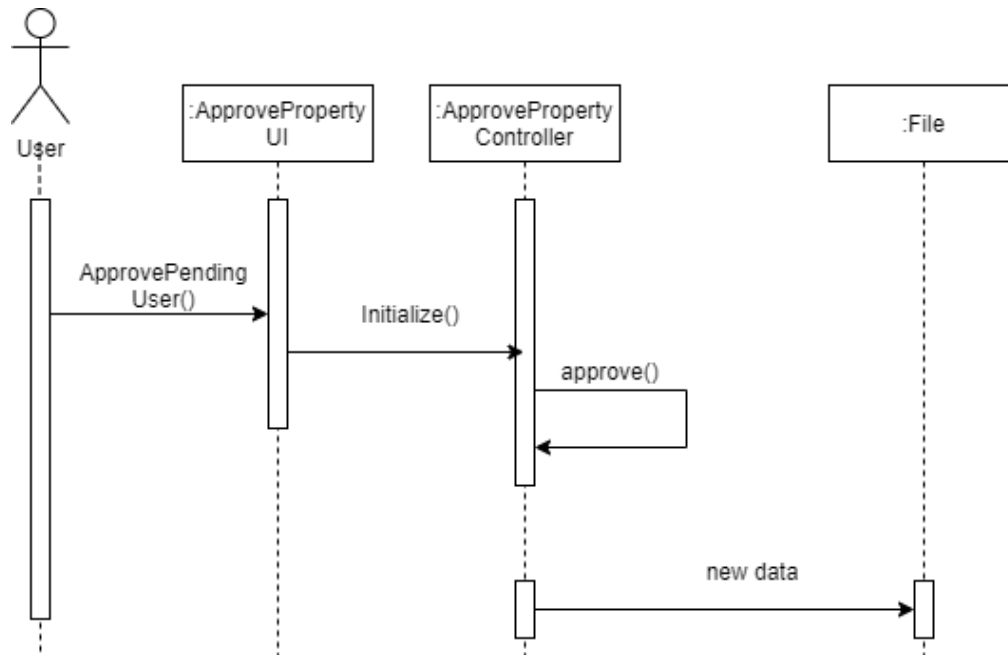 User
:ApproveProperty
UI
:ApproveProperty
Controller
:File
ApprovePending
User()
Initialize()
approve()
new data